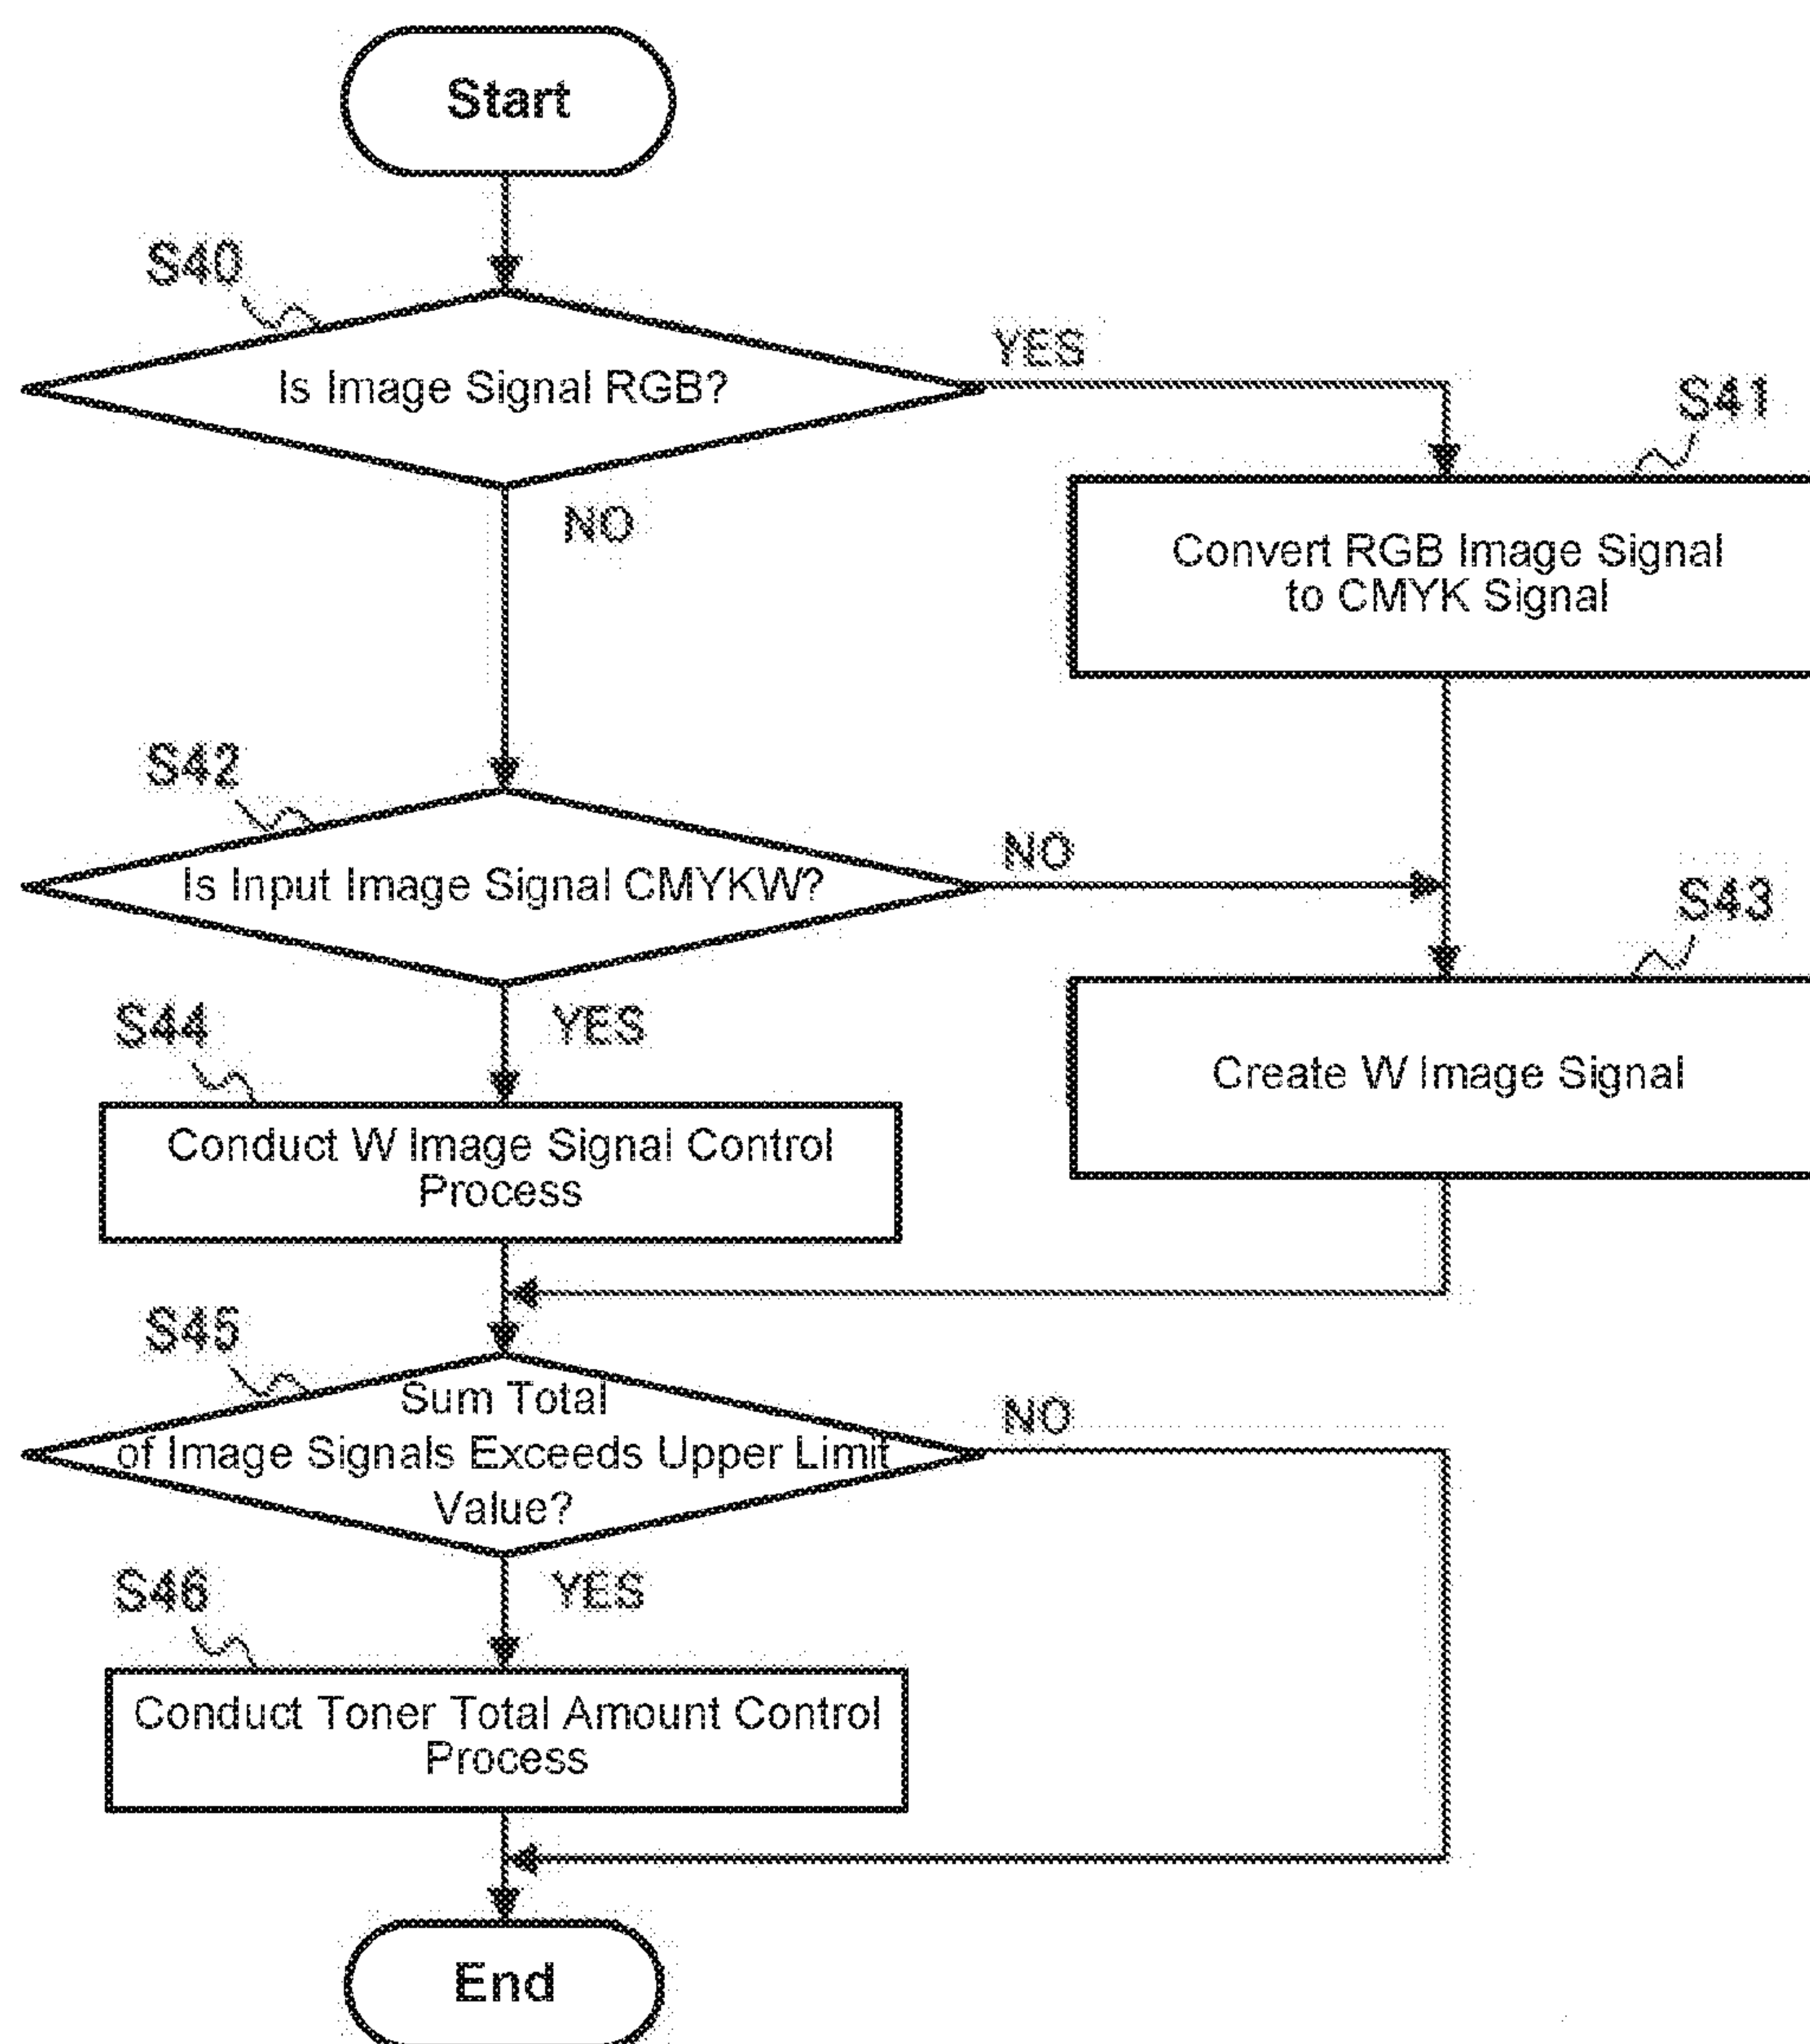 Start
S40
Is Image Signal RGB?
YES
NO
S41
Convert RGB Image Signal
to CMYK Signal
S42
Is Input Image Signal CMYKW?
NO
YES
S43
Create W Image Signal
S44
Conduct W Image Signal Control
Process
S45
Sum Total
of Image Signals Exceeds Upper Limit
Value?
NO
YES
S46
Conduct Toner Total Amount Control
Process
End